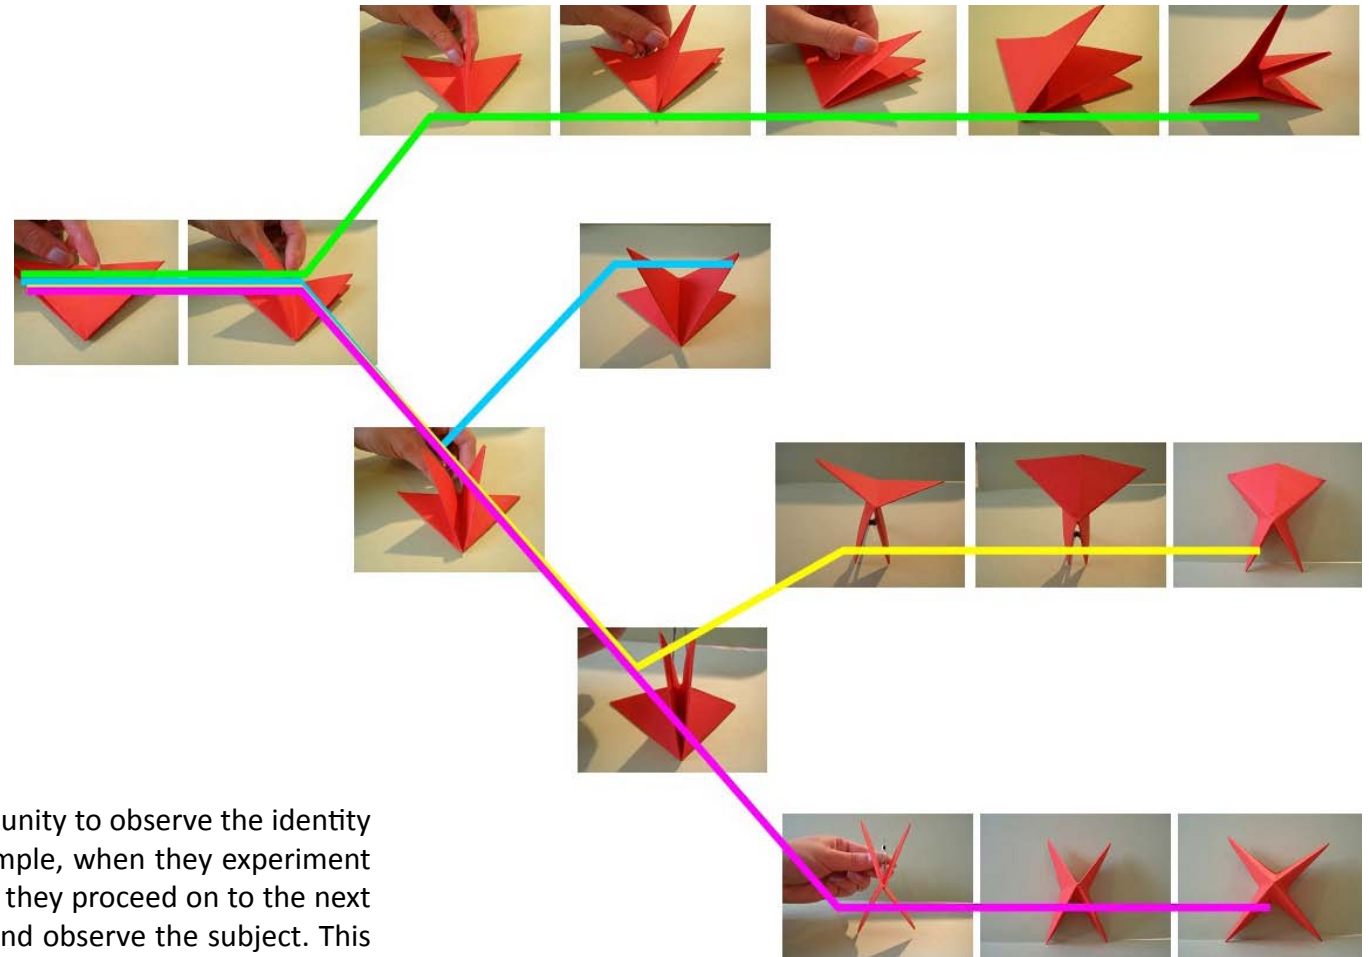 unity to observe the identity
mple, when they experiment
they proceed on to the next
nd observe the subject. This